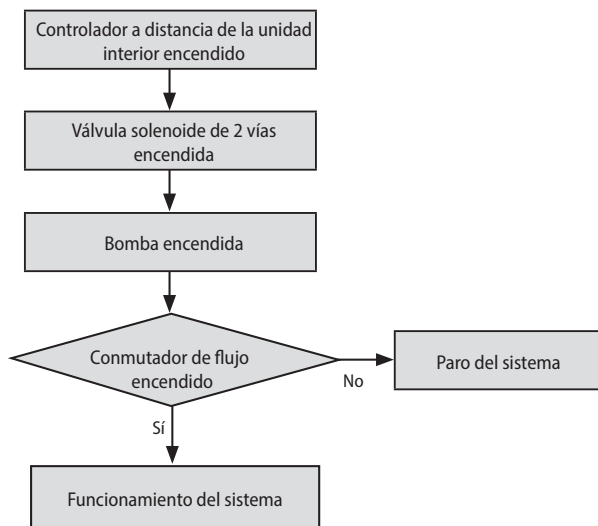 Controlador a distancia de la unidad
interior encendido
Válvula solenoide de 2 vías
encendida
Bomba encendida
Conmutador de flujo
encendido
No
Paro del sistema
Sí
Funcionamiento del sistema